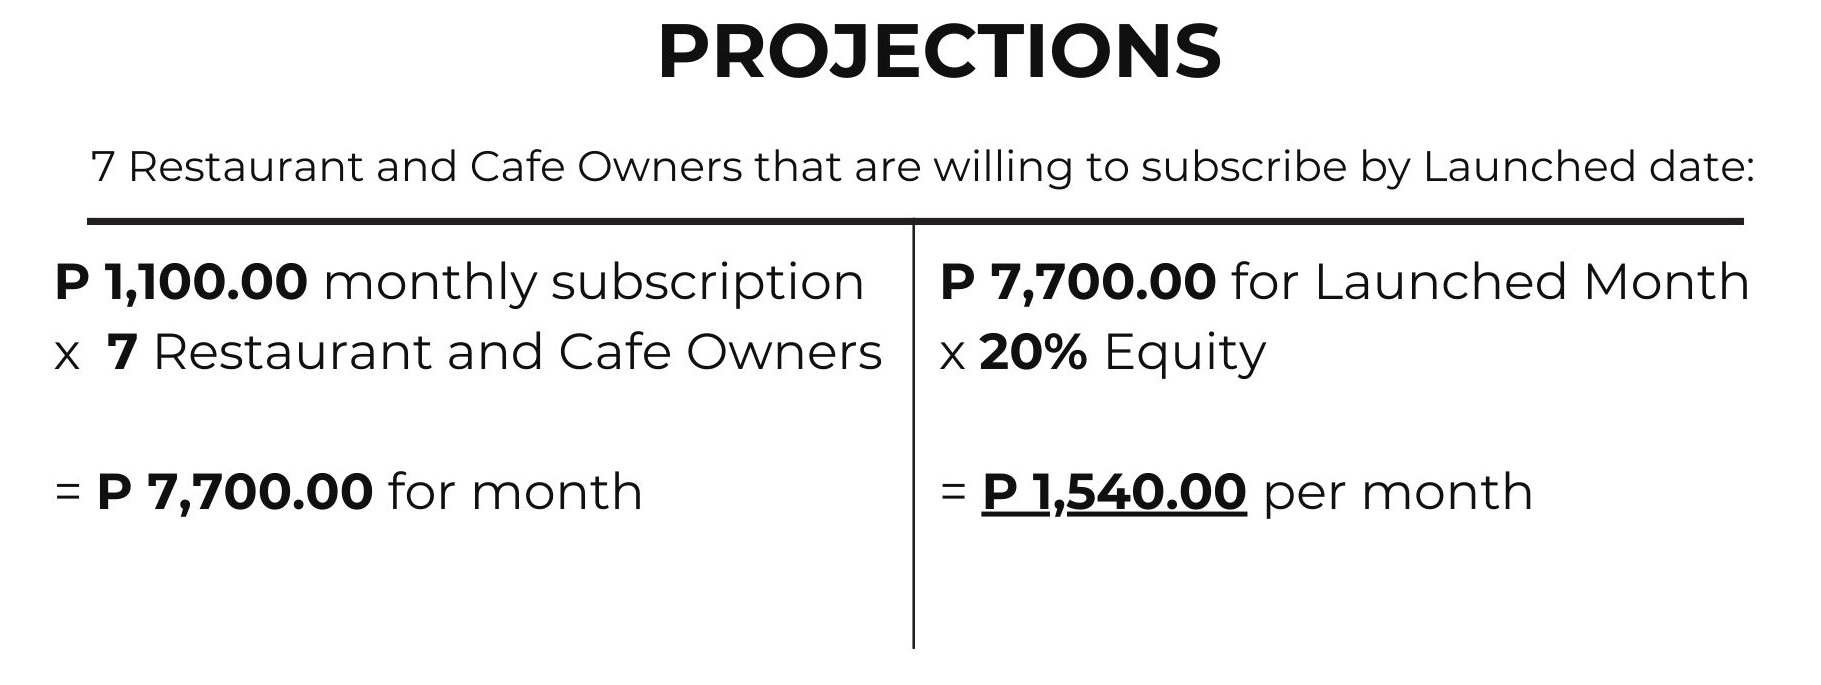 PROJECTIONS
7 Restaurant and Cafe Owners that are willing to subscribe by Launched date:
P 1,100.00 monthly subscription
x 7 Restaurant and Cafe Owners
= P 7,700.00 for month
P 7,700.00 for Launched Month
x 20% Equity
= P 1,540.00 per month